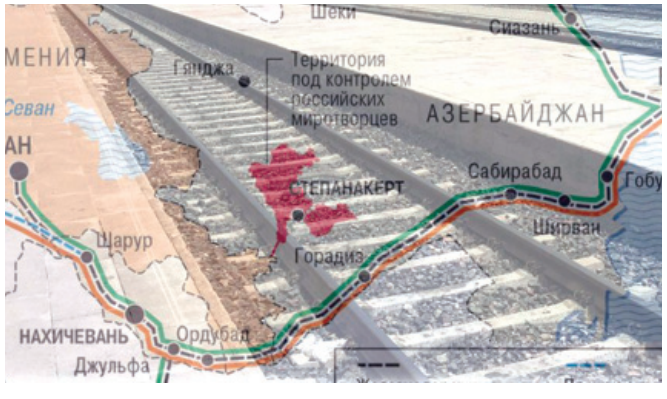 Шеки
Сиазань
МЕНИЯ
Гянджа
Территория
под контролем
российских
миротворцев
Севан
АЗЕРБАЙДЖАН
АН
СТЕПАНАКЕРТ
Сабирабад
Гобу
Ширван
Шарур
Горадиз
НАХИЧЕВАНЬ
Ордубад
Джульфа